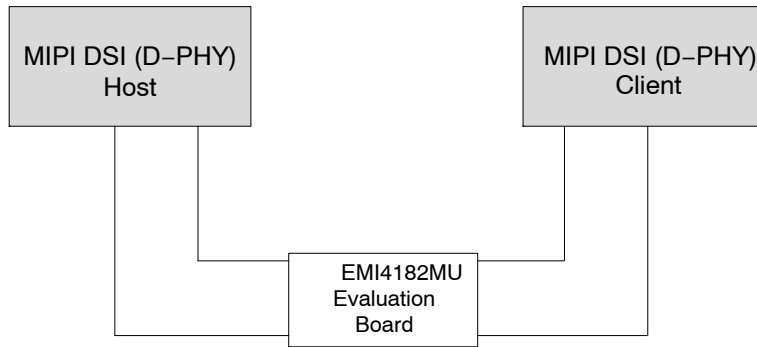 MIPI DSI (D−PHY)
Host
MIPI DSI (D−PHY)
Client
EMI4182MU
Evaluation
Board